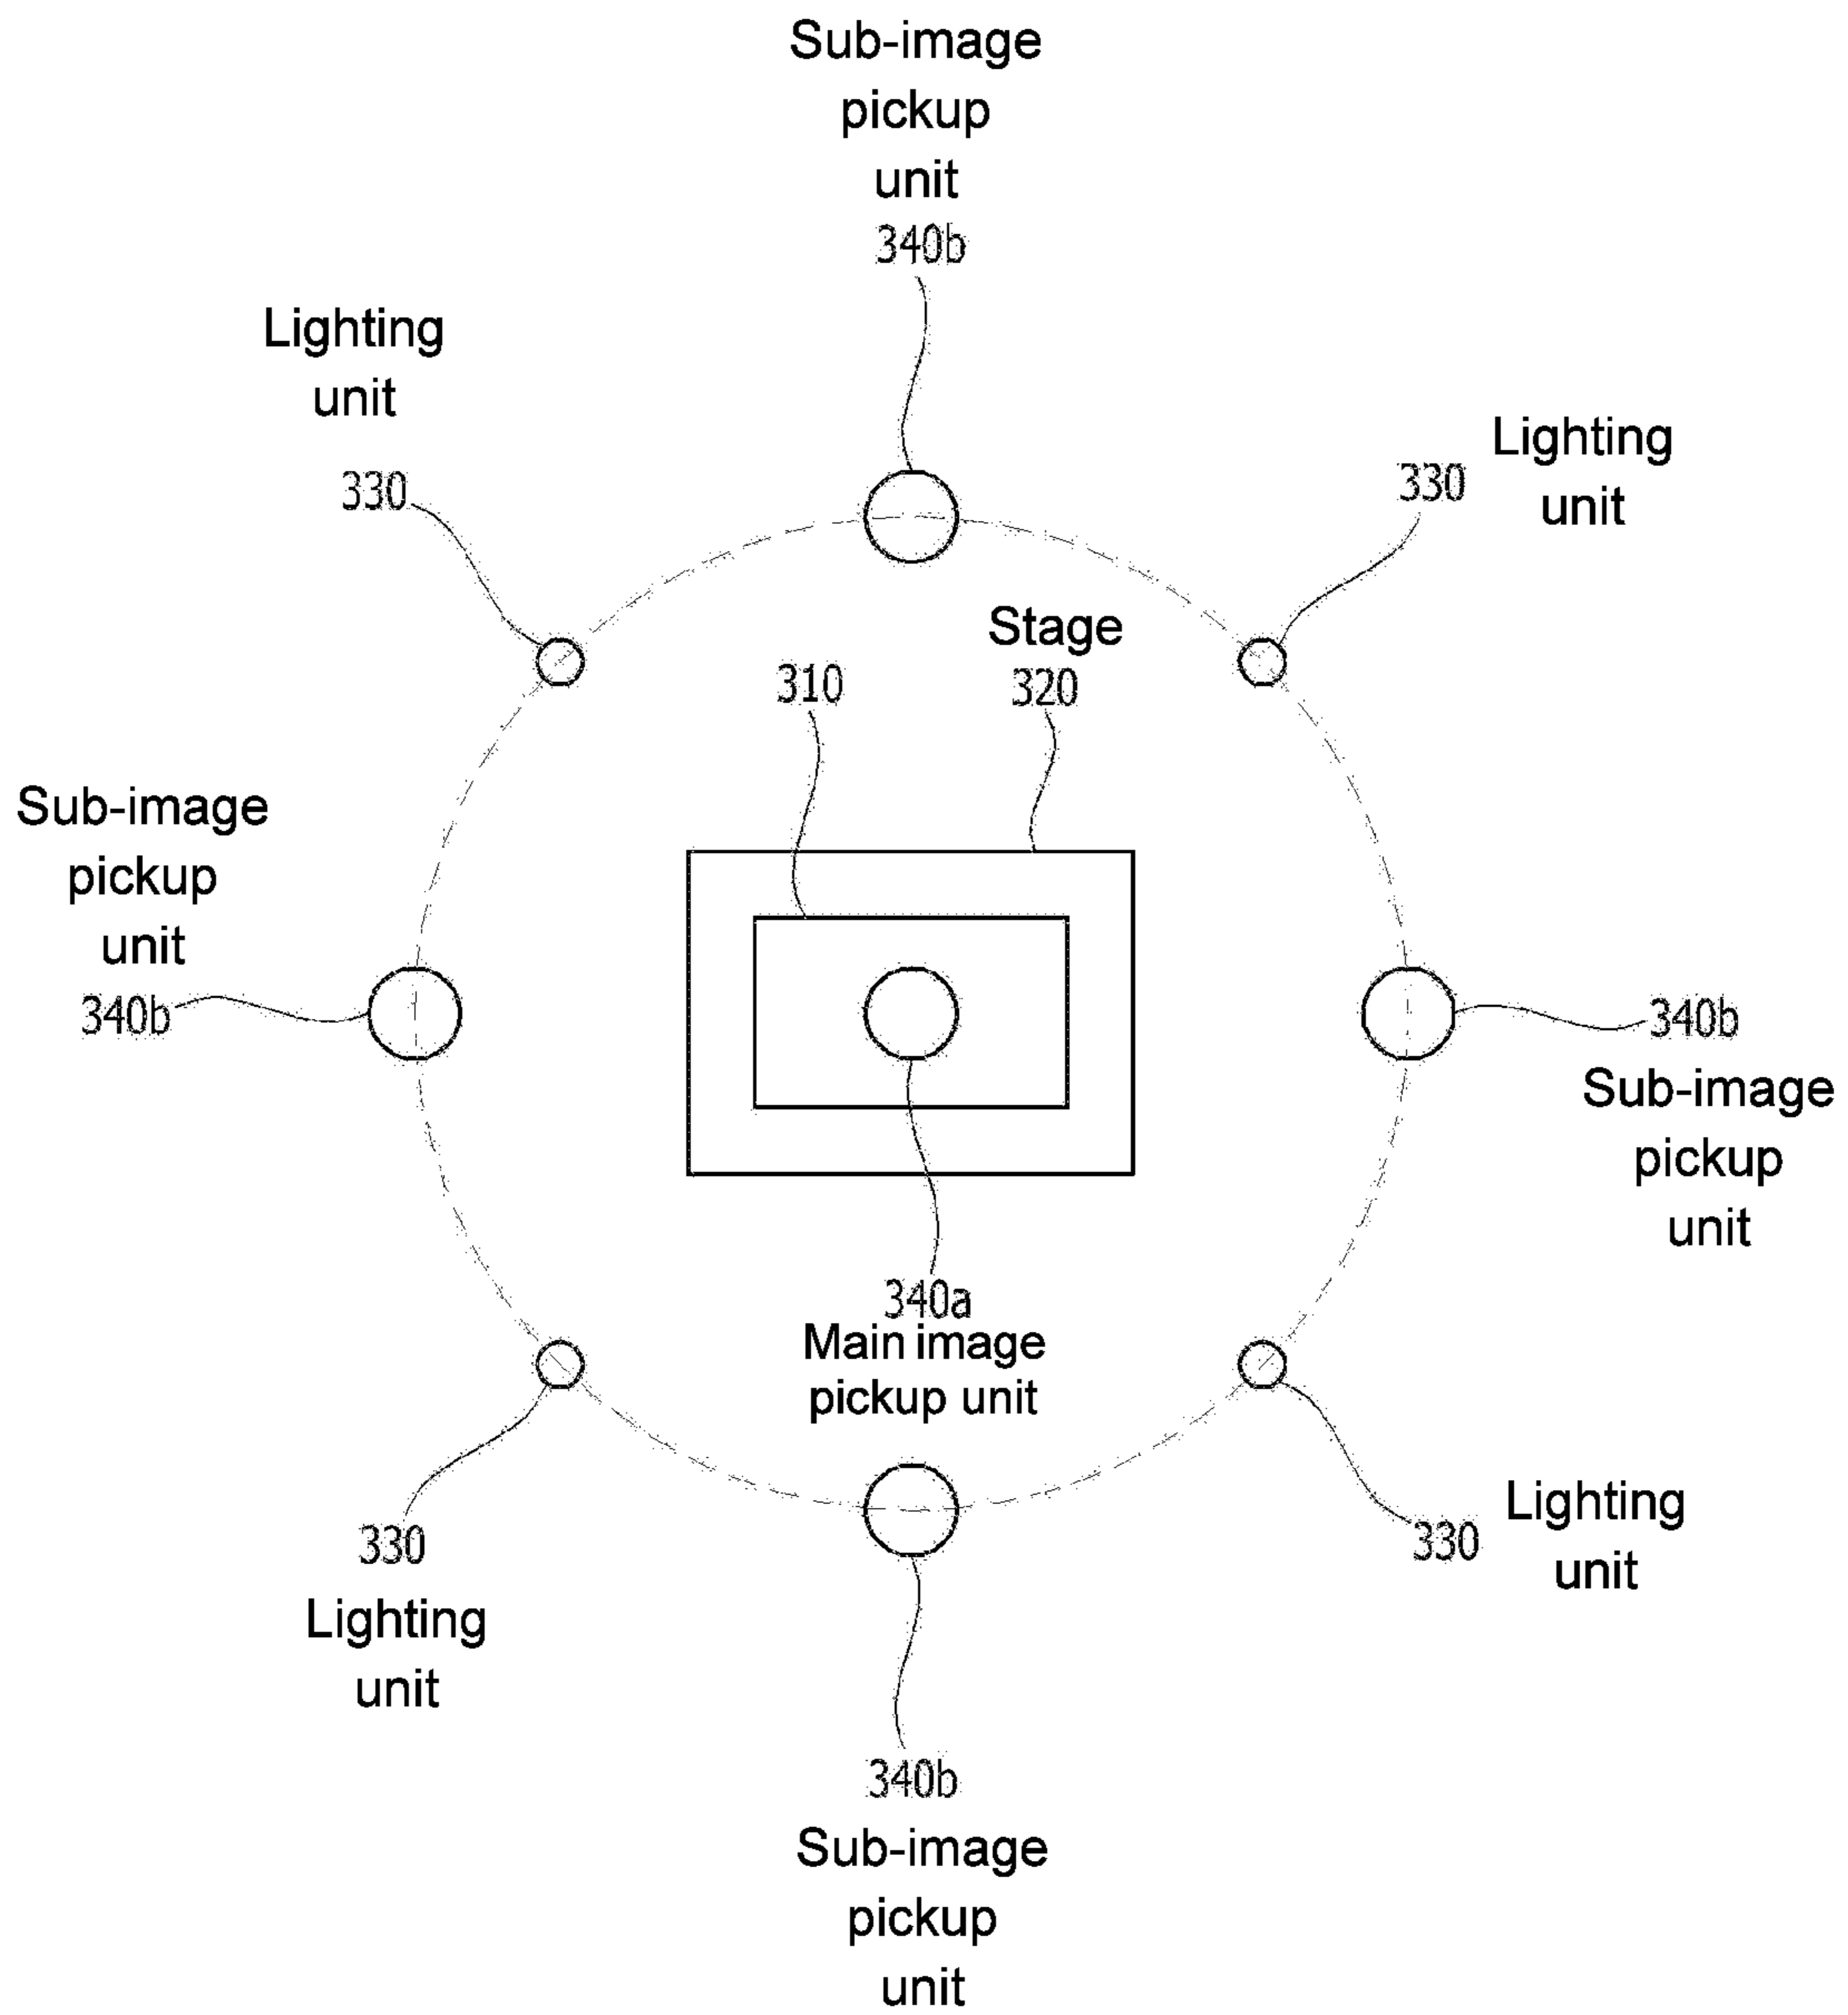 Sub-image
pickup
unit
340b
Lighting
unit
330
Lighting
330
unit
Stage
310
320
Sub-image
pickup
unit
340b
340b
Sub-image
pickup
unit
340a
Main image
pickup unit
330
Lighting
unit
Lighting
330
unit
340b
Sub-image
pickup
unit